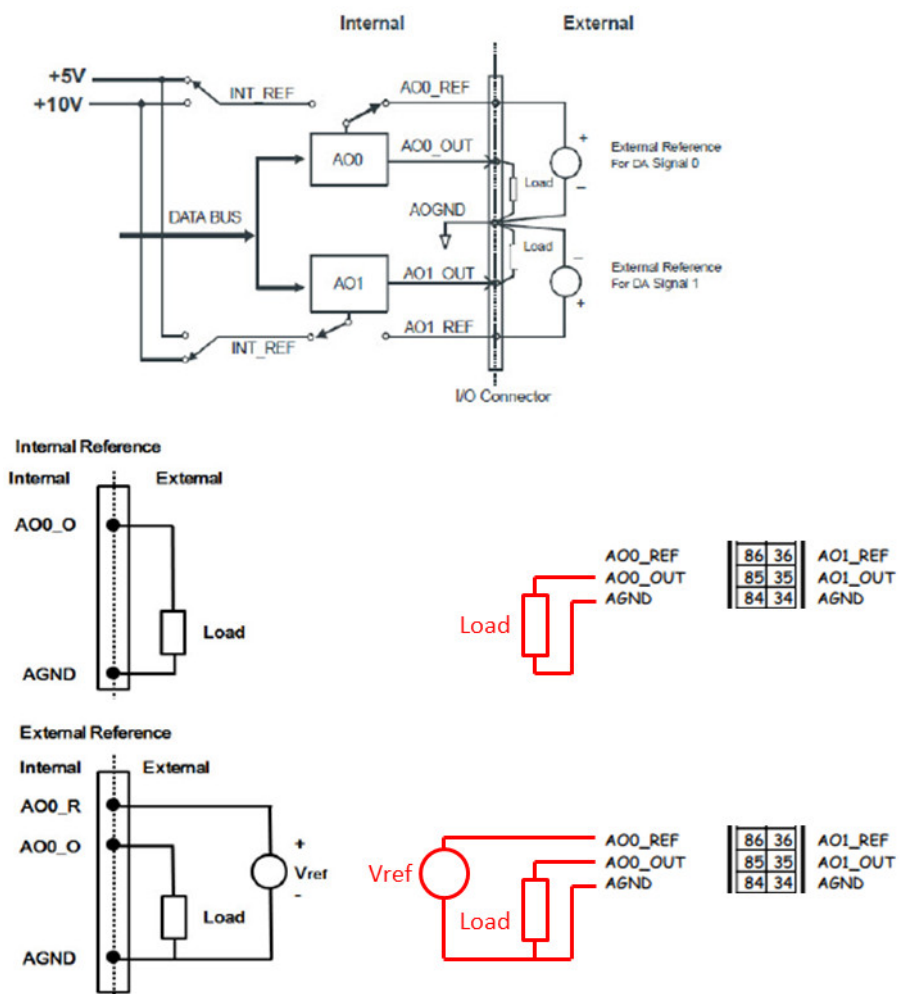 Internal External
+5V
+10V
INT_REF
AO0_REF
AO0
AO0_OUT
+
External Reference
For DA Signal 0
Load
−
AOGND
DATA BUS
Load
AO1
AO1_OUT
−
External Reference
For DA Signal 1
+
INT_REF
AO1_REF
I/O Connector
Internal Reference
Internal External
AO0_O
Load
AGND
AO0_REF 86 36 AO1_REF
AO0_OUT 85 35 AO1_OUT
AGND 84 34 AGND
Load
External Reference
Internal External
AO0_R
AO0_O
+
Vref
-
Load
AGND
AO0_REF 86 36 AO1_REF
AO0_OUT 85 35 AO1_OUT
AGND 84 34 AGND
Vref
Load